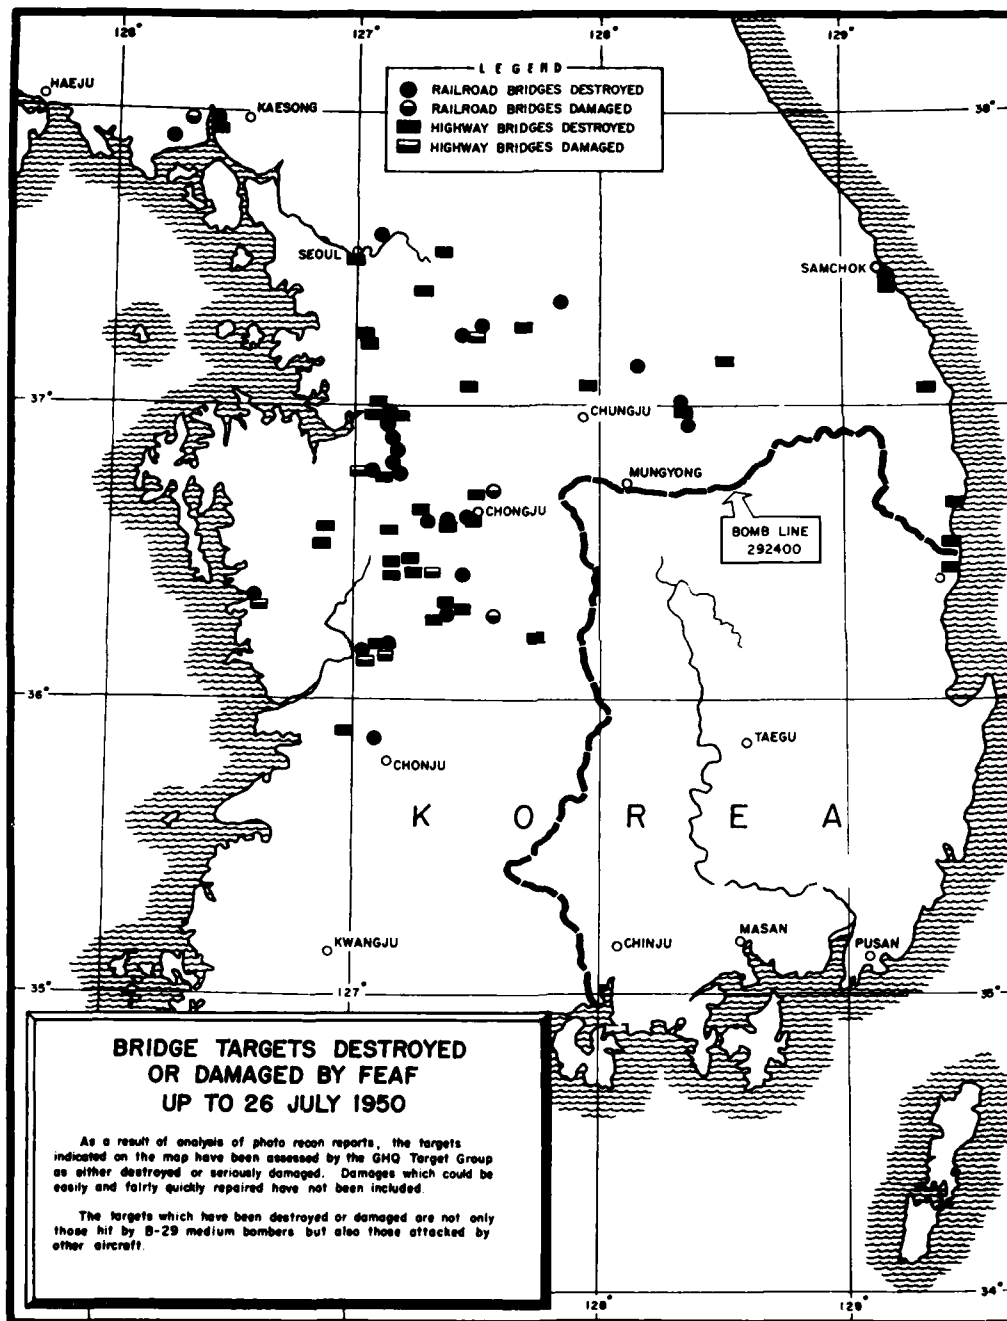 126°
127°
128°
129°
LEGEND
RAILROAD BRIDGES DESTROYED
RAILROAD BRIDGES DAMAGED
HIGHWAY BRIDGES DESTROYED
HIGHWAY BRIDGES DAMAGED
HAEJU
KAESONG
38°
SEOUL
SAMCHOK
37°
37°
CHUNGJU
MUNGYONG
CHONGJU
BOMB LINE
292400
36°
36°
TAEGU
CHONJU
K O R E A
KWANGJU
CHINJU
MASAN
PUSAN
35°
127°
35°
BRIDGE TARGETS DESTROYED
OR DAMAGED BY FEAF
UP TO 26 JULY 1950
As a result of analysis of photo recon reports, the targets
indicated on the map have been assessed by the GHQ Target Group
as either destroyed or seriously damaged. Damages which could be
easily and fairly quickly repaired have not been included.
The targets which have been destroyed or damaged are not only
those hit by B-29 medium bombers but also those attacked by
other aircraft.
34°
128°
129°